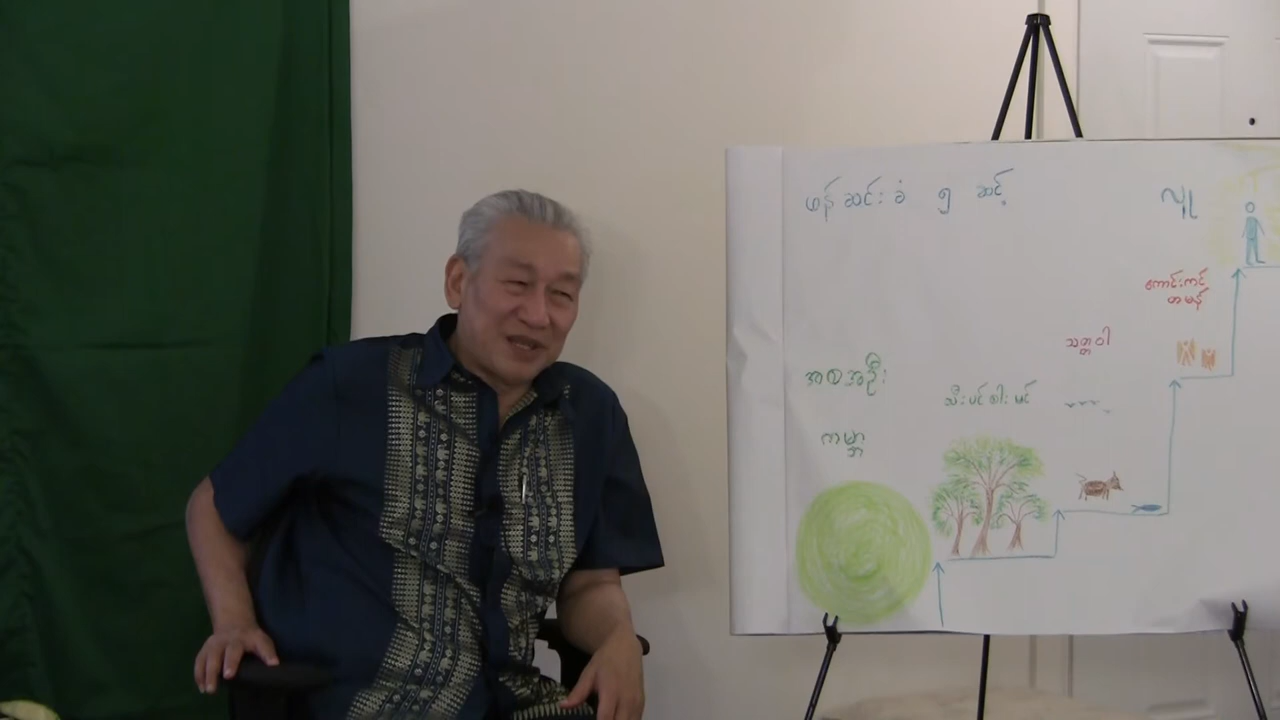 ဖန်ဆင်းခံ ၅ ဆင့်
လူ
ကောင်းကင်
တမန်
သတ္တဝါ
အစအဦး
သီးပင်စားပင်
ကမ္ဘာ